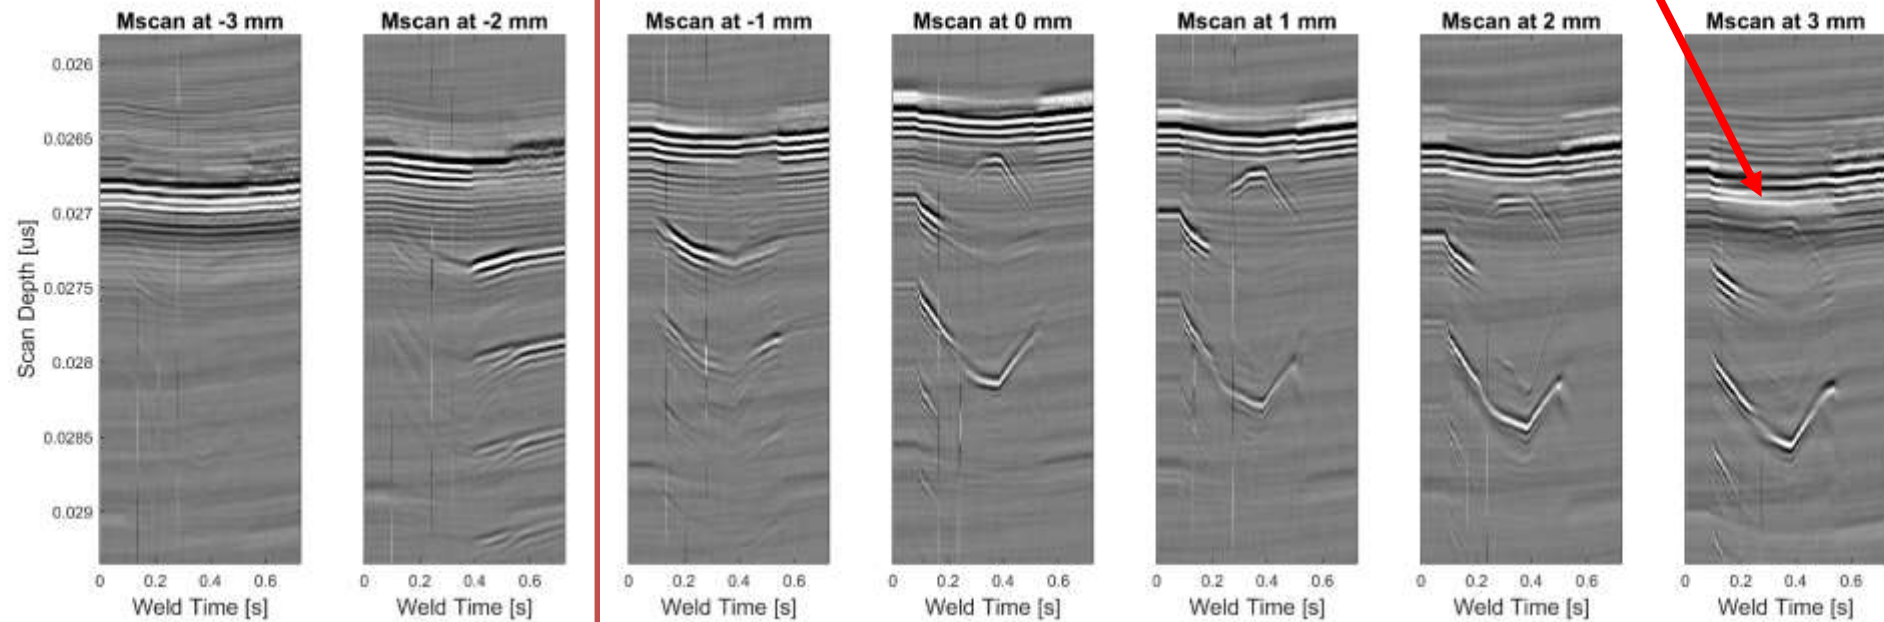 Mscan at -3 mm
Mscan at -2 mm
Mscan at -1 mm
Mscan at 0 mm
Mscan at 1 mm
Mscan at 2 mm
Mscan at 3 mm
Scan Depth [us]
0.026
0.0265
0.027
0.0275
0.028
0.0285
0.029
0 0.2 0.4 0.6
0 0.2 0.4 0.6
0 0.2 0.4 0.6
0 0.2 0.4 0.6
0 0.2 0.4 0.6
0 0.2 0.4 0.6
0 0.2 0.4 0.6
Weld Time [s]
Weld Time [s]
Weld Time [s]
Weld Time [s]
Weld Time [s]
Weld Time [s]
Weld Time [s]